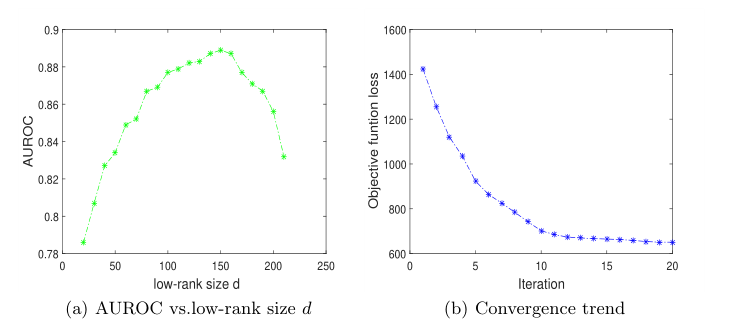 0.9
0.88
0.86
0.84
0.82
0.8
0.78
AUROC
0 50 100 150 200 250
low-rank size d
(a) AUROC vs.low-rank size d
1600
1400
1200
1000
800
600
Objective funtion loss
0 5 10 15 20
Iteration
(b) Convergence trend